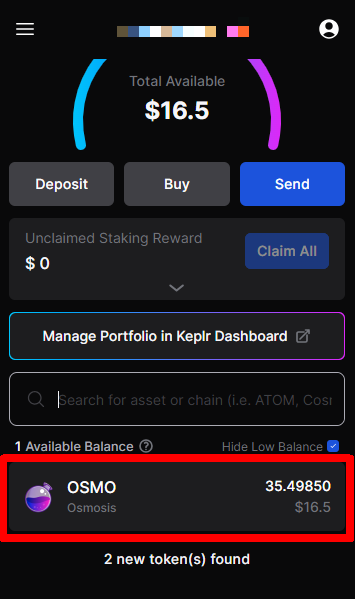 Total Available
$16.5
Deposit
Buy
Send
Unclaimed Staking Reward
$ 0
Claim All
Manage Portfolio in Keplr Dashboard
Search for asset or chain (i.e. ATOM, Cosm
1 Available Balance
Hide Low Balance
OSMO
35.49850
Osmosis
$16.5
2 new token(s) found